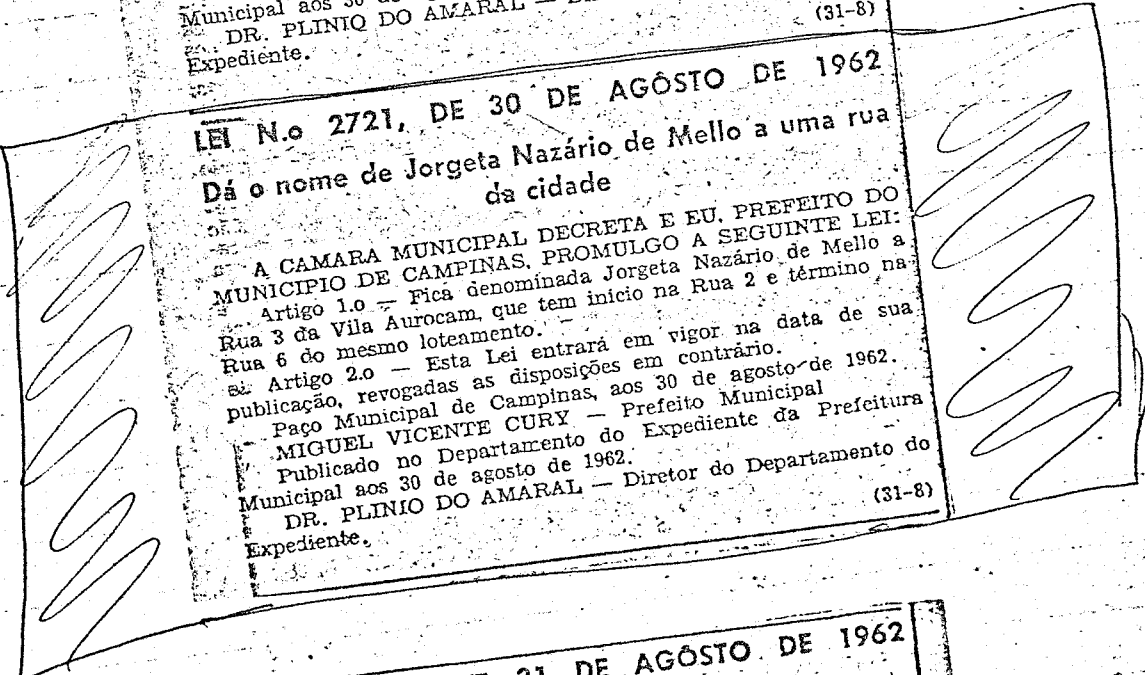 Municipal aos 30
DR. PLINIO DO AMARAL —
Expediente.
(31-8)
LEI N.o 2721, DE 30 DE AGÔSTO DE 1962
Dá o nome de Jorgeta Nazário de Mello a uma rua
da cidade
A CAMARA MUNICIPAL DECRETA E EU, PREFEITO DO
MUNICIPIO DE CAMPINAS, PROMULGO A SEGUINTE LEI:
Artigo 1.o — Fica denominada Jorgeta Nazário de Mello a
Rua 3 da Vila Aurocam, que tem início na Rua 2 e término na
Rua 6 do mesmo loteamento.
Artigo 2.o — Esta Lei entrará em vigor na data de sua
publicação, revogadas as disposições em contrário.
Paço Municipal de Campinas, aos 30 de agosto de 1962.
MIGUEL VICENTE CURY — Prefeito Municipal
Publicado no Departamento do Expediente da Prefeitura
Municipal aos 30 de agosto de 1962.
DR. PLINIO DO AMARAL — Diretor do Departamento do
Expediente.
(31-8)
31 DE AGÔSTO DE 1962